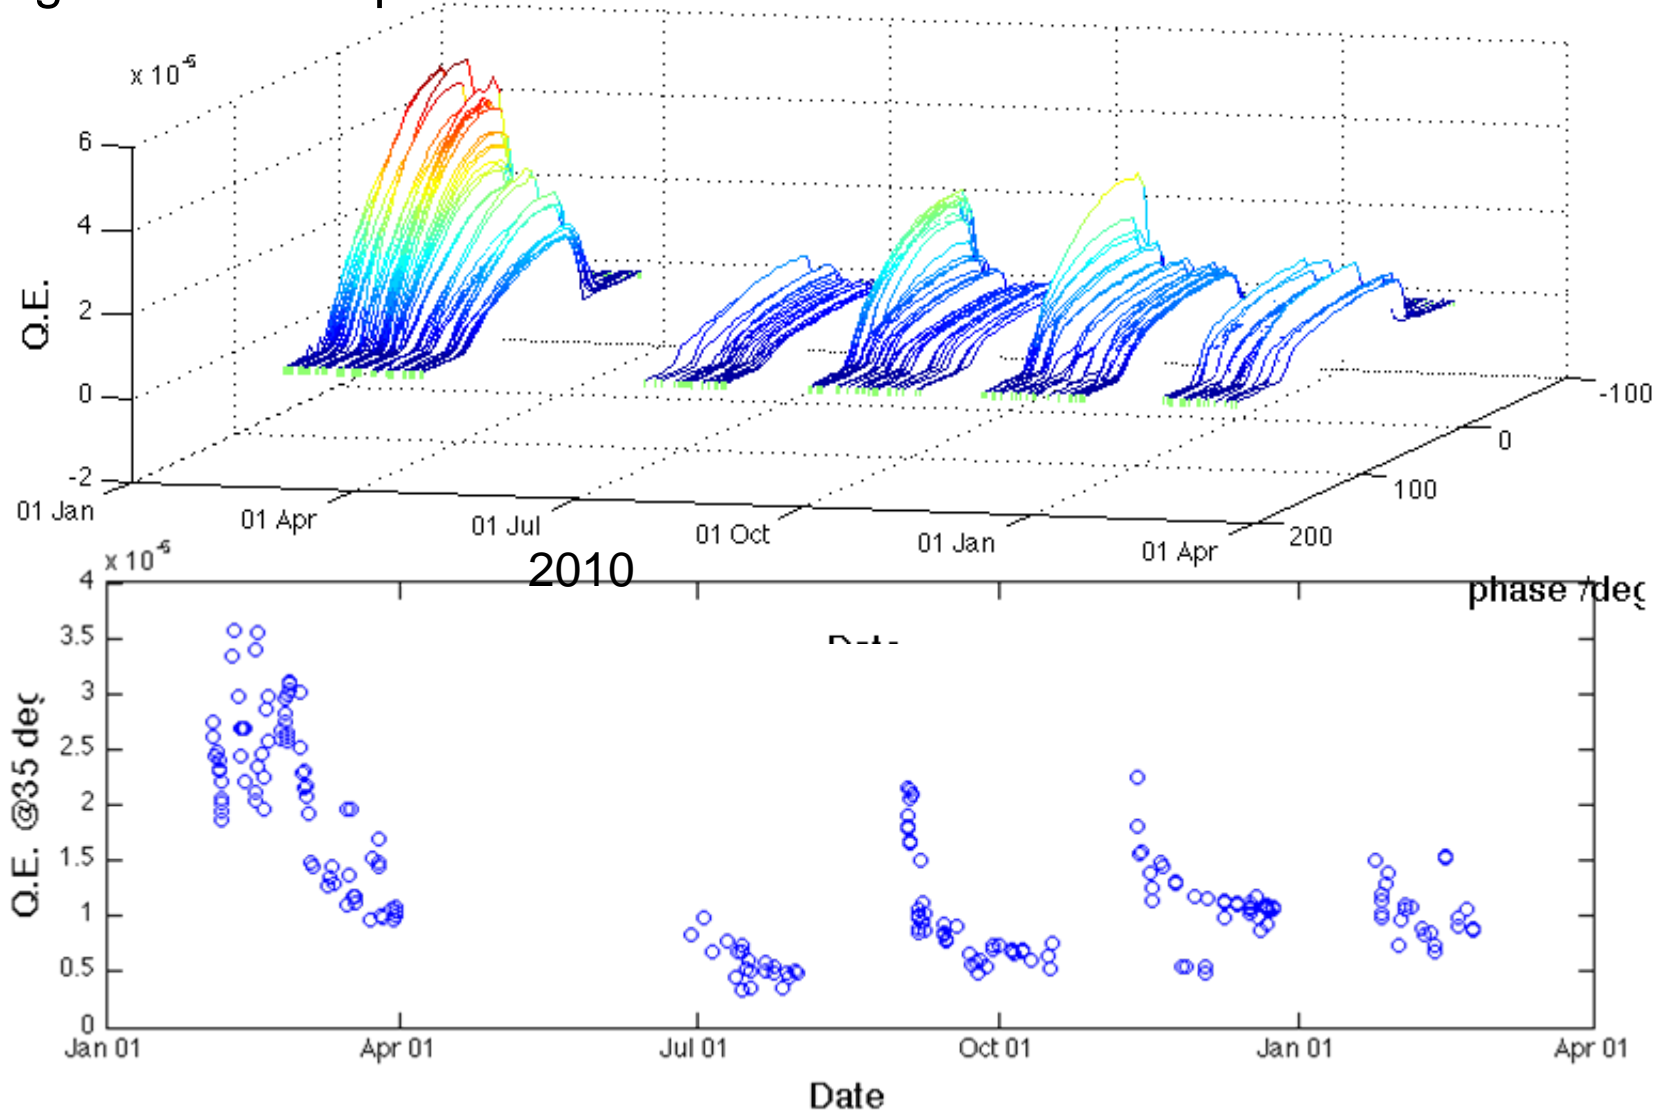 x 10⁻⁵
6
4
2
0
-2
Q.E.
01 Jan
01 Apr
01 Jul
01 Oct
01 Jan
01 Apr
200
100
0
-100
2010
phase /deg
x 10⁻⁵
4
3.5
3
2.5
2
1.5
1
0.5
0
Q.E. @35 deg
Jan 01
Apr 01
Jul 01
Oct 01
Jan 01
Apr 01
Date